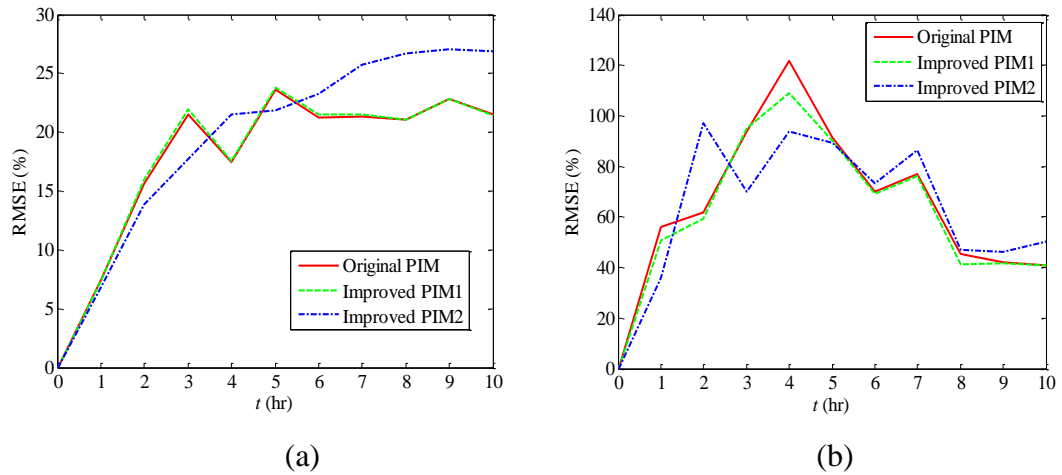 30
25
20
15
10
5
0
RMSE (%)
0 1 2 3 4 5 6 7 8 9 10
t (hr)
Original PIM
Improved PIM1
Improved PIM2
(a)
140
120
100
80
60
40
20
0
RMSE (%)
0 1 2 3 4 5 6 7 8 9 10
t (hr)
Original PIM
Improved PIM1
Improved PIM2
(b)